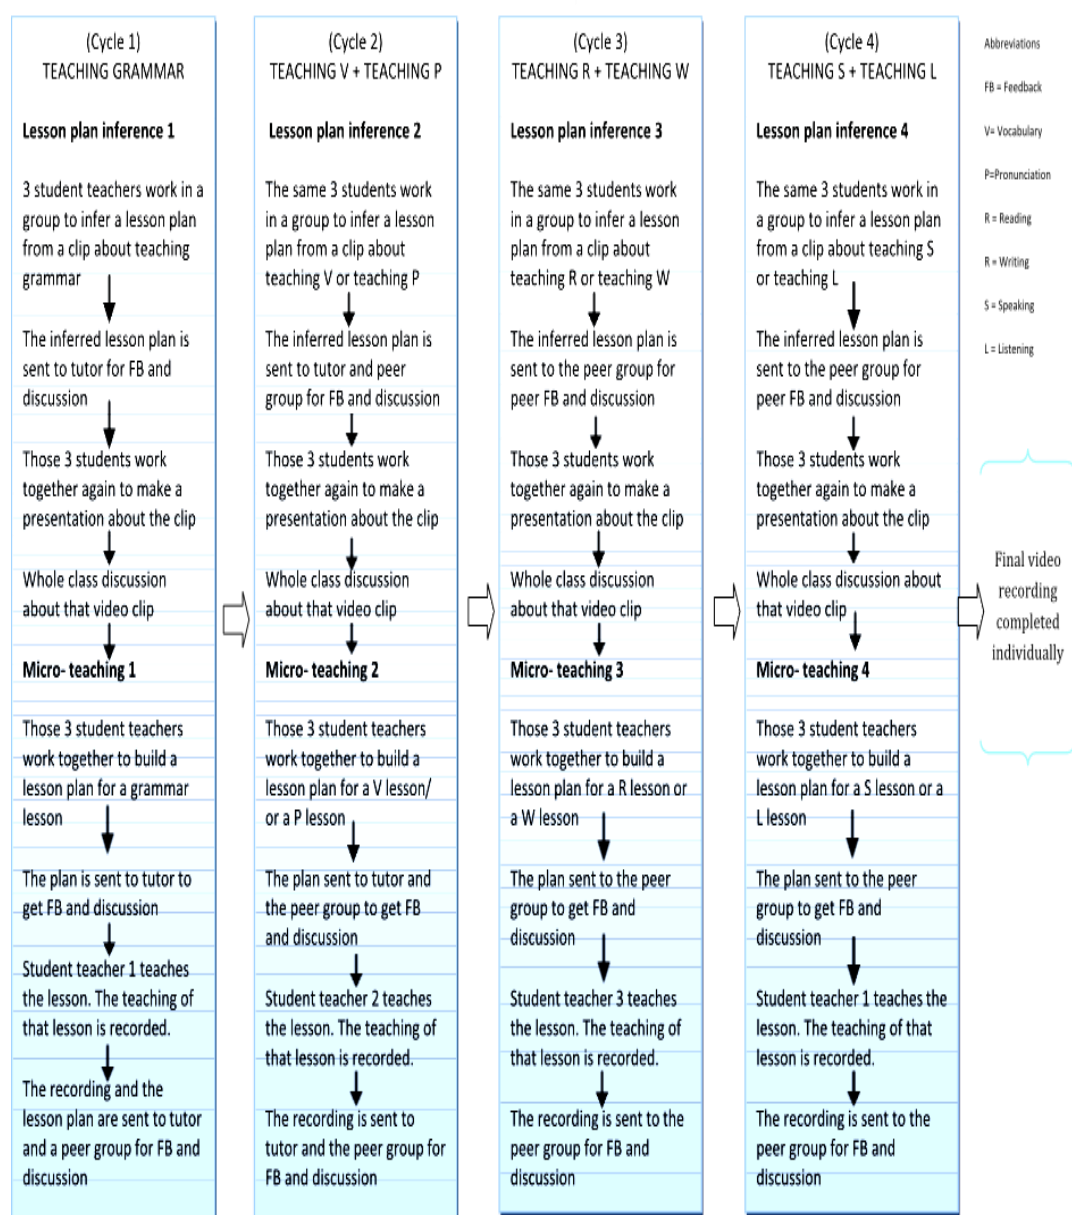 (Cycle 1)
TEACHING GRAMMAR
Lesson plan inference 1
3 student teachers work in a
group to infer a lesson plan
from a clip about teaching
grammar
The inferred lesson plan is
sent to tutor for FB and
discussion
Those 3 students work
together again to make a
presentation about the clip
Whole class discussion
about that video clip
Micro- teaching 1
Those 3 student teachers
work together to build a
lesson plan for a grammar
lesson
The plan is sent to tutor to
get FB and discussion
Student teacher 1 teaches
the lesson. The teaching of
that lesson is recorded.
The recording and the
lesson plan are sent to tutor
and a peer group for FB and
discussion
(Cycle 2)
TEACHING V + TEACHING P
Lesson plan inference 2
The same 3 students work
in a group to infer a lesson
plan from a clip about
teaching V or teaching P
The inferred lesson plan is
sent to tutor and peer
group for FB and discussion
Those 3 students work
together again to make a
presentation about the clip
Whole class discussion
about that video clip
Micro- teaching 2
Those 3 student teachers
work together to build a
lesson plan for a V lesson/
or a P lesson
The plan sent to tutor and
the peer group to get FB
and discussion
Student teacher 2 teaches
the lesson. The teaching of
that lesson is recorded.
The recording is sent to
tutor and the peer group for
FB and discussion
(Cycle 3)
TEACHING R + TEACHING W
Lesson plan inference 3
The same 3 students work
in a group to infer a lesson
plan from a clip about
teaching R or teaching W
The inferred lesson plan is
sent to the peer group for
peer FB and discussion
Those 3 students work
together again to make a
presentation about the clip
Whole class discussion
about that video clip
Micro- teaching 3
Those 3 student teachers
work together to build a
lesson plan for a R lesson or
a W lesson
The plan sent to the peer
group to get FB and
discussion
Student teacher 3 teaches
the lesson. The teaching of
that lesson is recorded.
The recording is sent to the
peer group for FB and
discussion
(Cycle 4)
TEACHING S + TEACHING L
Lesson plan inference 4
The same 3 students work in
a group to infer a lesson plan
from a clip about teaching S
or teaching L
The inferred lesson plan is
sent to the peer group for
peer FB and discussion
Those 3 students work
together again to make a
presentation about the clip
Whole class discussion about
that video clip
Micro- teaching 4
Those 3 student teachers
work together to build a
lesson plan for a S lesson or a
L lesson
The plan sent to the peer
group to get FB and
discussion
Student teacher 1 teaches the
lesson. The teaching of that
lesson is recorded.
The recording is sent to the
peer group for FB and
discussion
Abbreviations
FB = Feedback
V= Vocabulary
P=Pronunciation
R = Reading
R = Writing
S = Speaking
L = Listening
Final video
recording
completed
individually